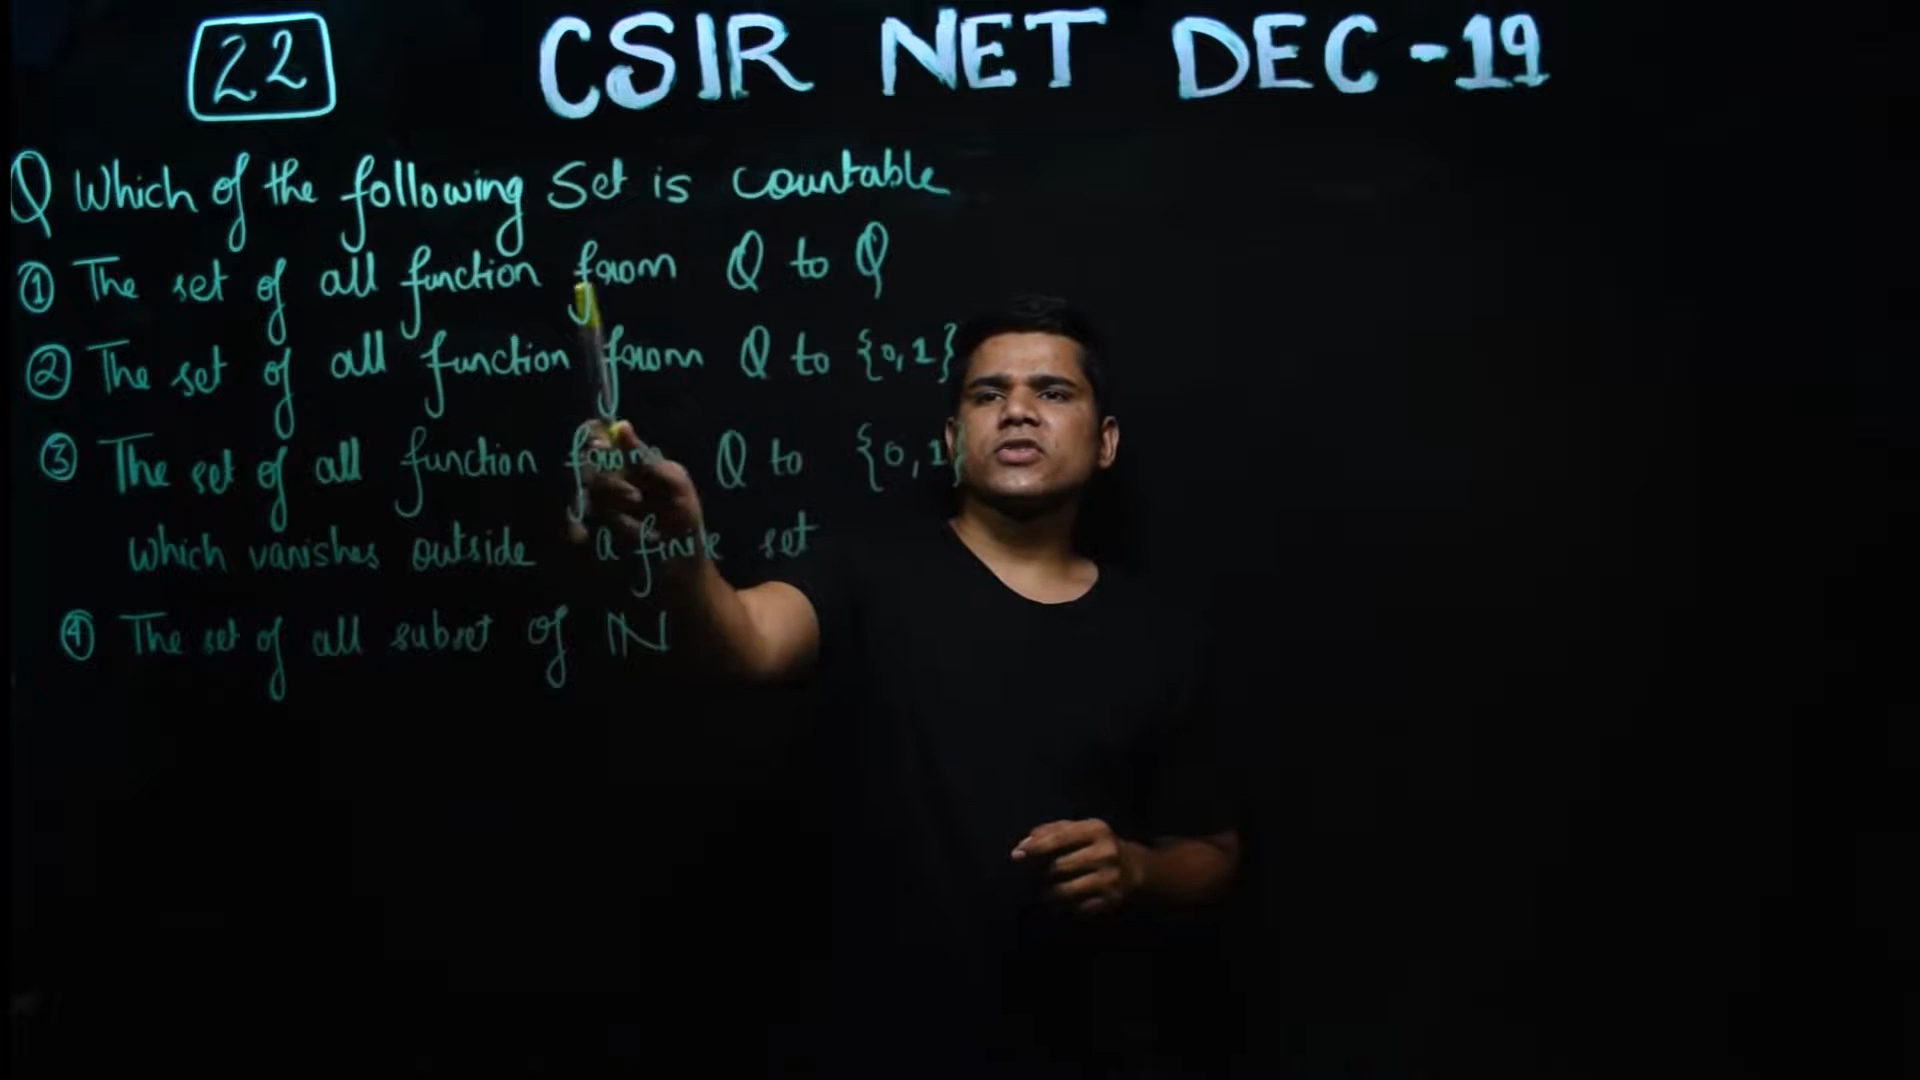 22
CSIR NET DEC-19
Q Which of the following Set is countable
① The set of all function from Q to Q
② The set of all function from Q to {0,1}
③ The set of all function from Q to {0,1}
which vanishes outside a finite set
④ The set of all subset of IN